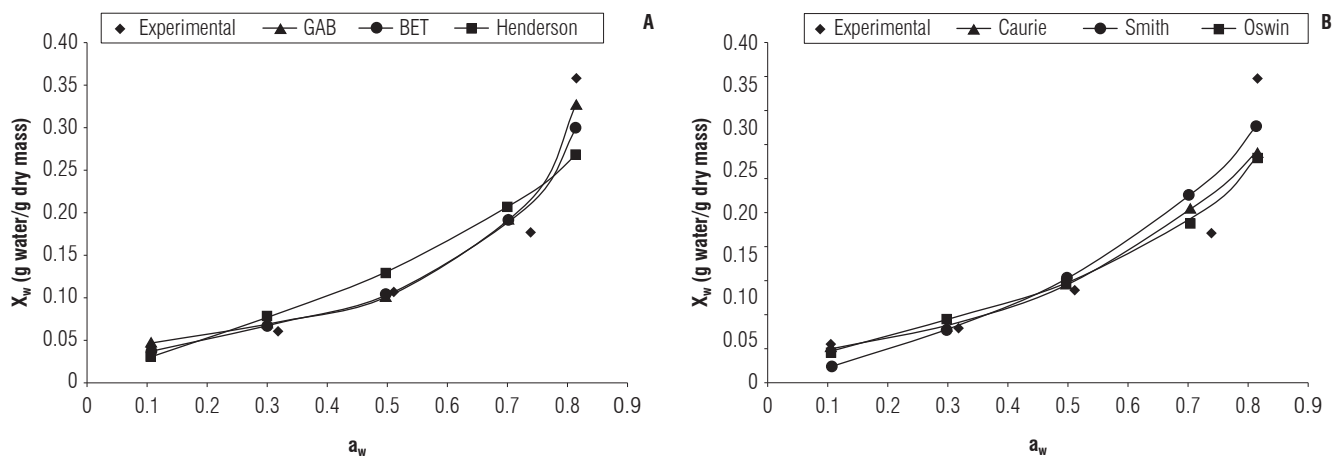 Experimental GAB BET Henderson
A
0.40
0.35
0.30
0.25
0.20
0.15
0.10
0.05
0
X_w (g water/g dry mass)
0 0.1 0.2 0.3 0.4 0.5 0.6 0.7 0.8 0.9
a_w
Experimental Caurie Smith Oswin
B
0.40
0.35
0.30
0.25
0.20
0.15
0.10
0.05
0
X_w (g water/g dry mass)
0 0.1 0.2 0.3 0.4 0.5 0.6 0.7 0.8 0.9
a_w